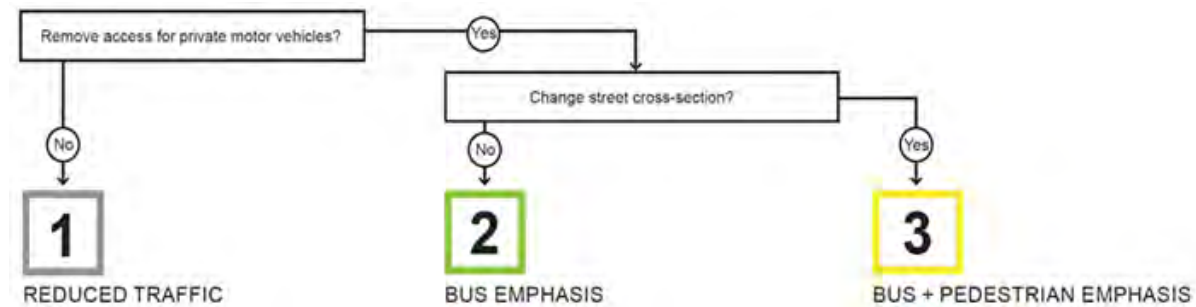 Remove access for private motor vehicles?
Yes
Change street cross-section?
No
No
Yes
1
2
3
REDUCED TRAFFIC
BUS EMPHASIS
BUS + PEDESTRIAN EMPHASIS